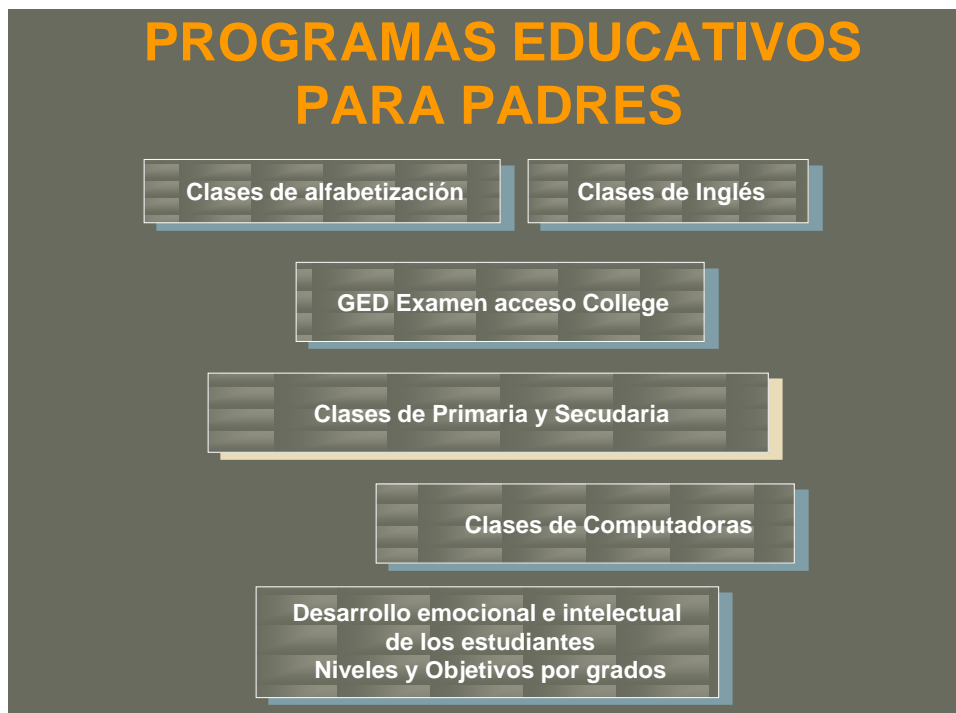 PROGRAMAS EDUCATIVOS
PARA PADRES
Clases de alfabetización
Clases de Inglés
GED Examen acceso College
Clases de Primaria y Secudaria
Clases de Computadoras
Desarrollo emocional e intelectual
de los estudiantes
Niveles y Objetivos por grados